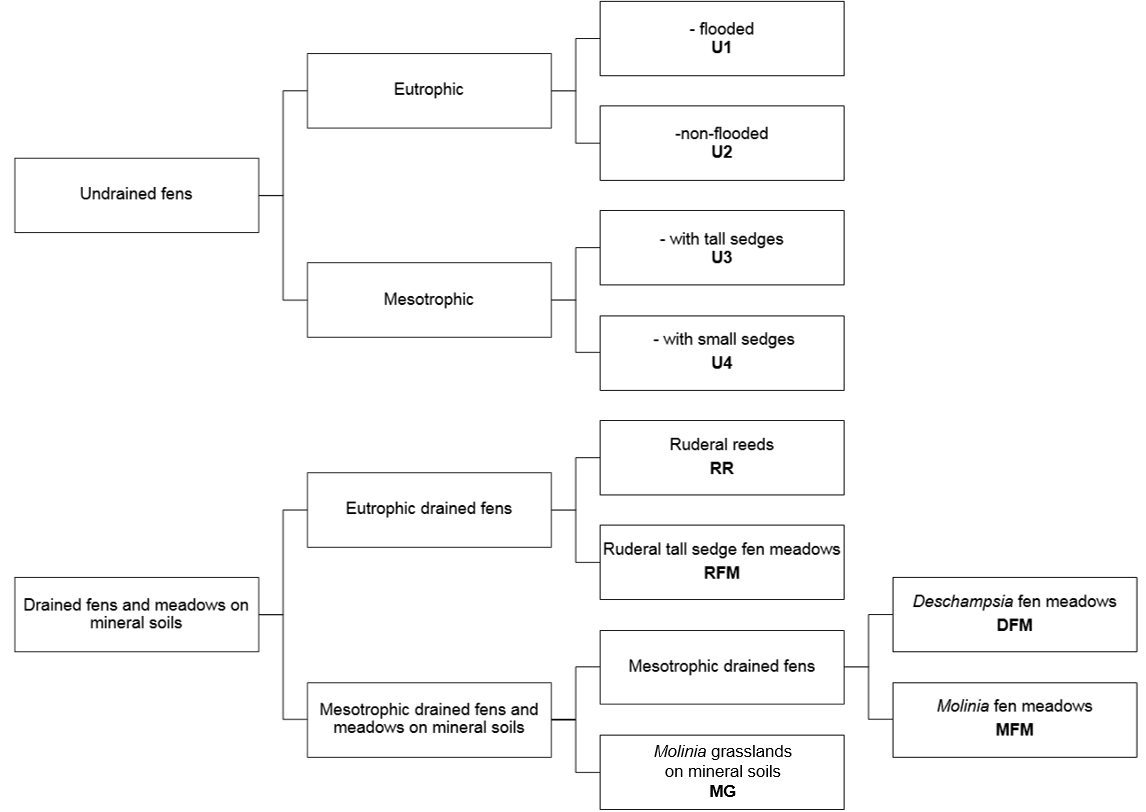 Undrained fens
Eutrophic
- flooded
U1
-non-flooded
U2
Mesotrophic
- with tall sedges
U3
- with small sedges
U4
Drained fens and meadows on
mineral soils
Eutrophic drained fens
Ruderal reeds
RR
Ruderal tall sedge fen meadows
RFM
Mesotrophic drained fens and
meadows on mineral soils
Mesotrophic drained fens
Deschampsia fen meadows
DFM
Molinia fen meadows
MFM
Molinia grasslands
on mineral soils
MG